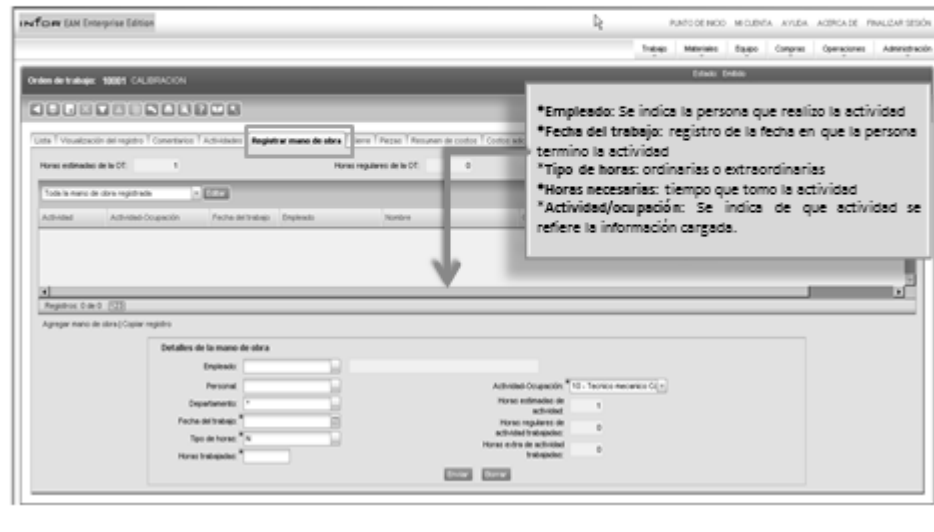 infor EAM Enterprise Edition
PUNTO DE INICIO MI CUENTA AYUDA ACERCA DE FINALIZAR SESIÓN
Trabajo Materiales Equipo Compras Operaciones Administración
Orden de trabajo: 10001 CALIBRACION
Estado: Emitido
Lista Visualización del registro Comentarios Actividades Registrar mano de obra Cierre Piezas Resumen de costos Costos
Horas estimadas de la OT: 1 Horas regulares de la OT: 0
Toda la mano de obra registrada Editar
Actividad Actividad-Ocupación Fecha del trabajo Empleado Nombre
*Empleado: Se indica la persona que realizo la actividad
*Fecha del trabajo: registro de la fecha en que la persona
termino la actividad
*Tipo de horas: ordinarias o extraordinarias
*Horas necesarias: tiempo que tomo la actividad
*Actividad/ocupación: Se indica de que actividad se
refiere la información cargada.
Registros: 0 de 0 123
Agregar mano de obra | Copiar registro
Detalles de la mano de obra
Empleado:
Personal:
Departamento: *
Fecha del trabajo: *
Tipo de horas: * N
Horas trabajadas: *
Actividad-Ocupación: * 10 - Tecnico mecanico
Horas estimadas de
actividad: 1
Horas regulares de
actividad trabajadas: 0
Horas extra de actividad
trabajadas: 0
Enviar Borrar